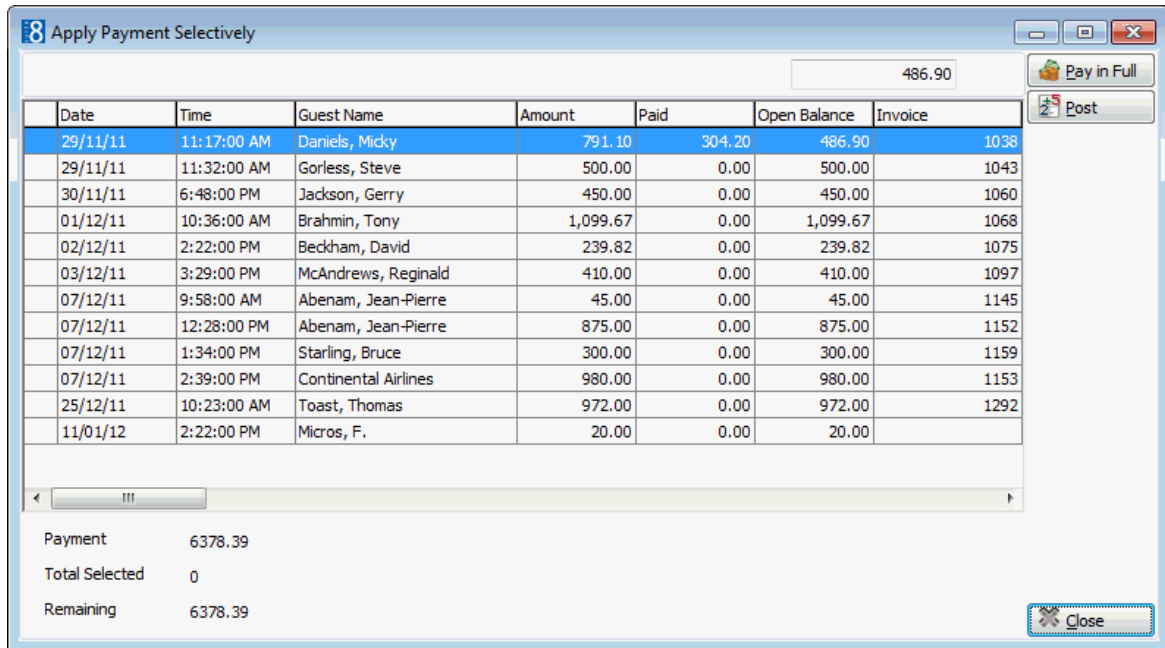 8 Apply Payment Selectively
486.90 Pay in Full
Date Time Guest Name Amount Paid Open Balance Invoice Post
29/11/11 11:17:00 AM Daniels, Micky 791.10 304.20 486.90 1038
29/11/11 11:32:00 AM Gorless, Steve 500.00 0.00 500.00 1043
30/11/11 6:48:00 PM Jackson, Gerry 450.00 0.00 450.00 1060
01/12/11 10:36:00 AM Brahmin, Tony 1,099.67 0.00 1,099.67 1068
02/12/11 2:22:00 PM Beckham, David 239.82 0.00 239.82 1075
03/12/11 3:29:00 PM McAndrews, Reginald 410.00 0.00 410.00 1097
07/12/11 9:58:00 AM Abenam, Jean-Pierre 45.00 0.00 45.00 1145
07/12/11 12:28:00 PM Abenam, Jean-Pierre 875.00 0.00 875.00 1152
07/12/11 1:34:00 PM Starling, Bruce 300.00 0.00 300.00 1159
07/12/11 2:39:00 PM Continental Airlines 980.00 0.00 980.00 1153
25/12/11 10:23:00 AM Toast, Thomas 972.00 0.00 972.00 1292
11/01/12 2:22:00 PM Micros, F. 20.00 0.00 20.00
Payment 6378.39
Total Selected 0
Remaining 6378.39
Close